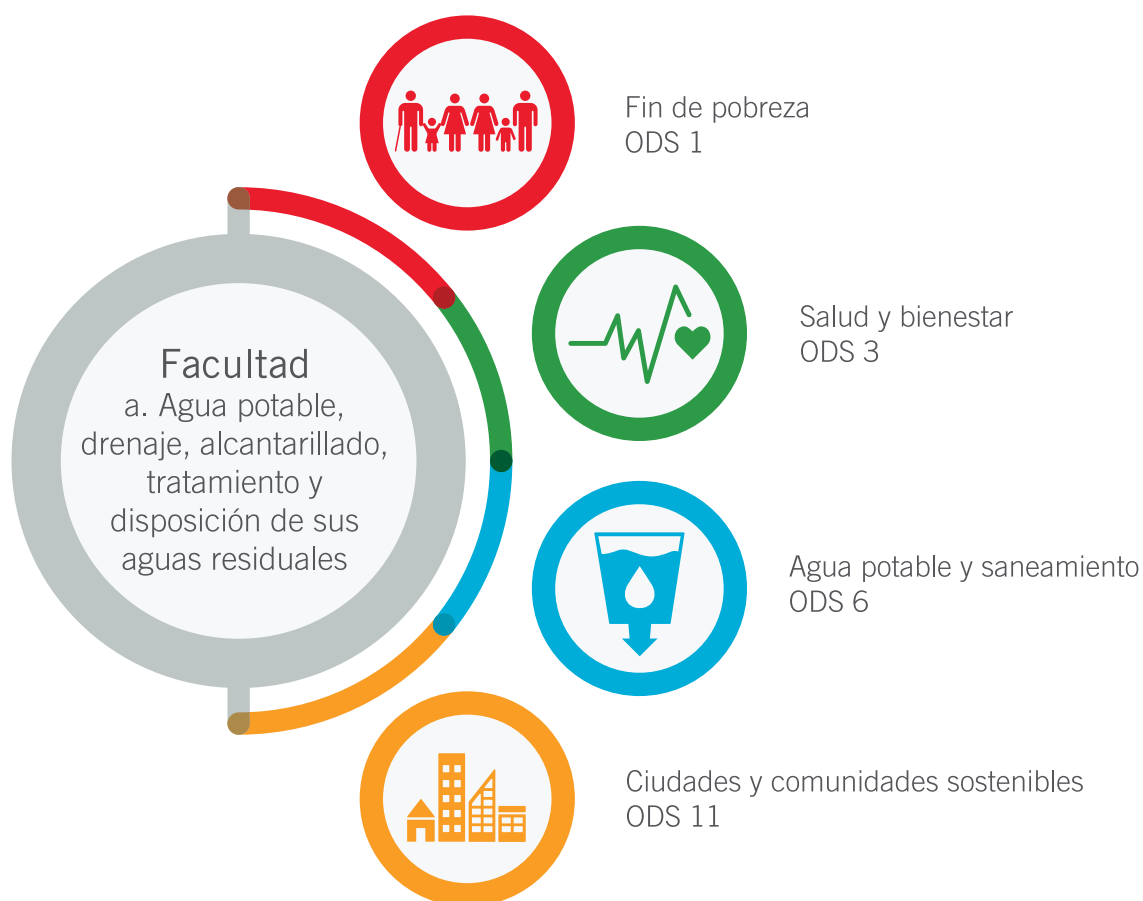 Fin de pobreza
ODS 1
Salud y bienestar
ODS 3
Facultad
a. Agua potable,
drenaje, alcantarillado,
tratamiento y
disposición de sus
aguas residuales
Agua potable y saneamiento
ODS 6
Ciudades y comunidades sostenibles
ODS 11